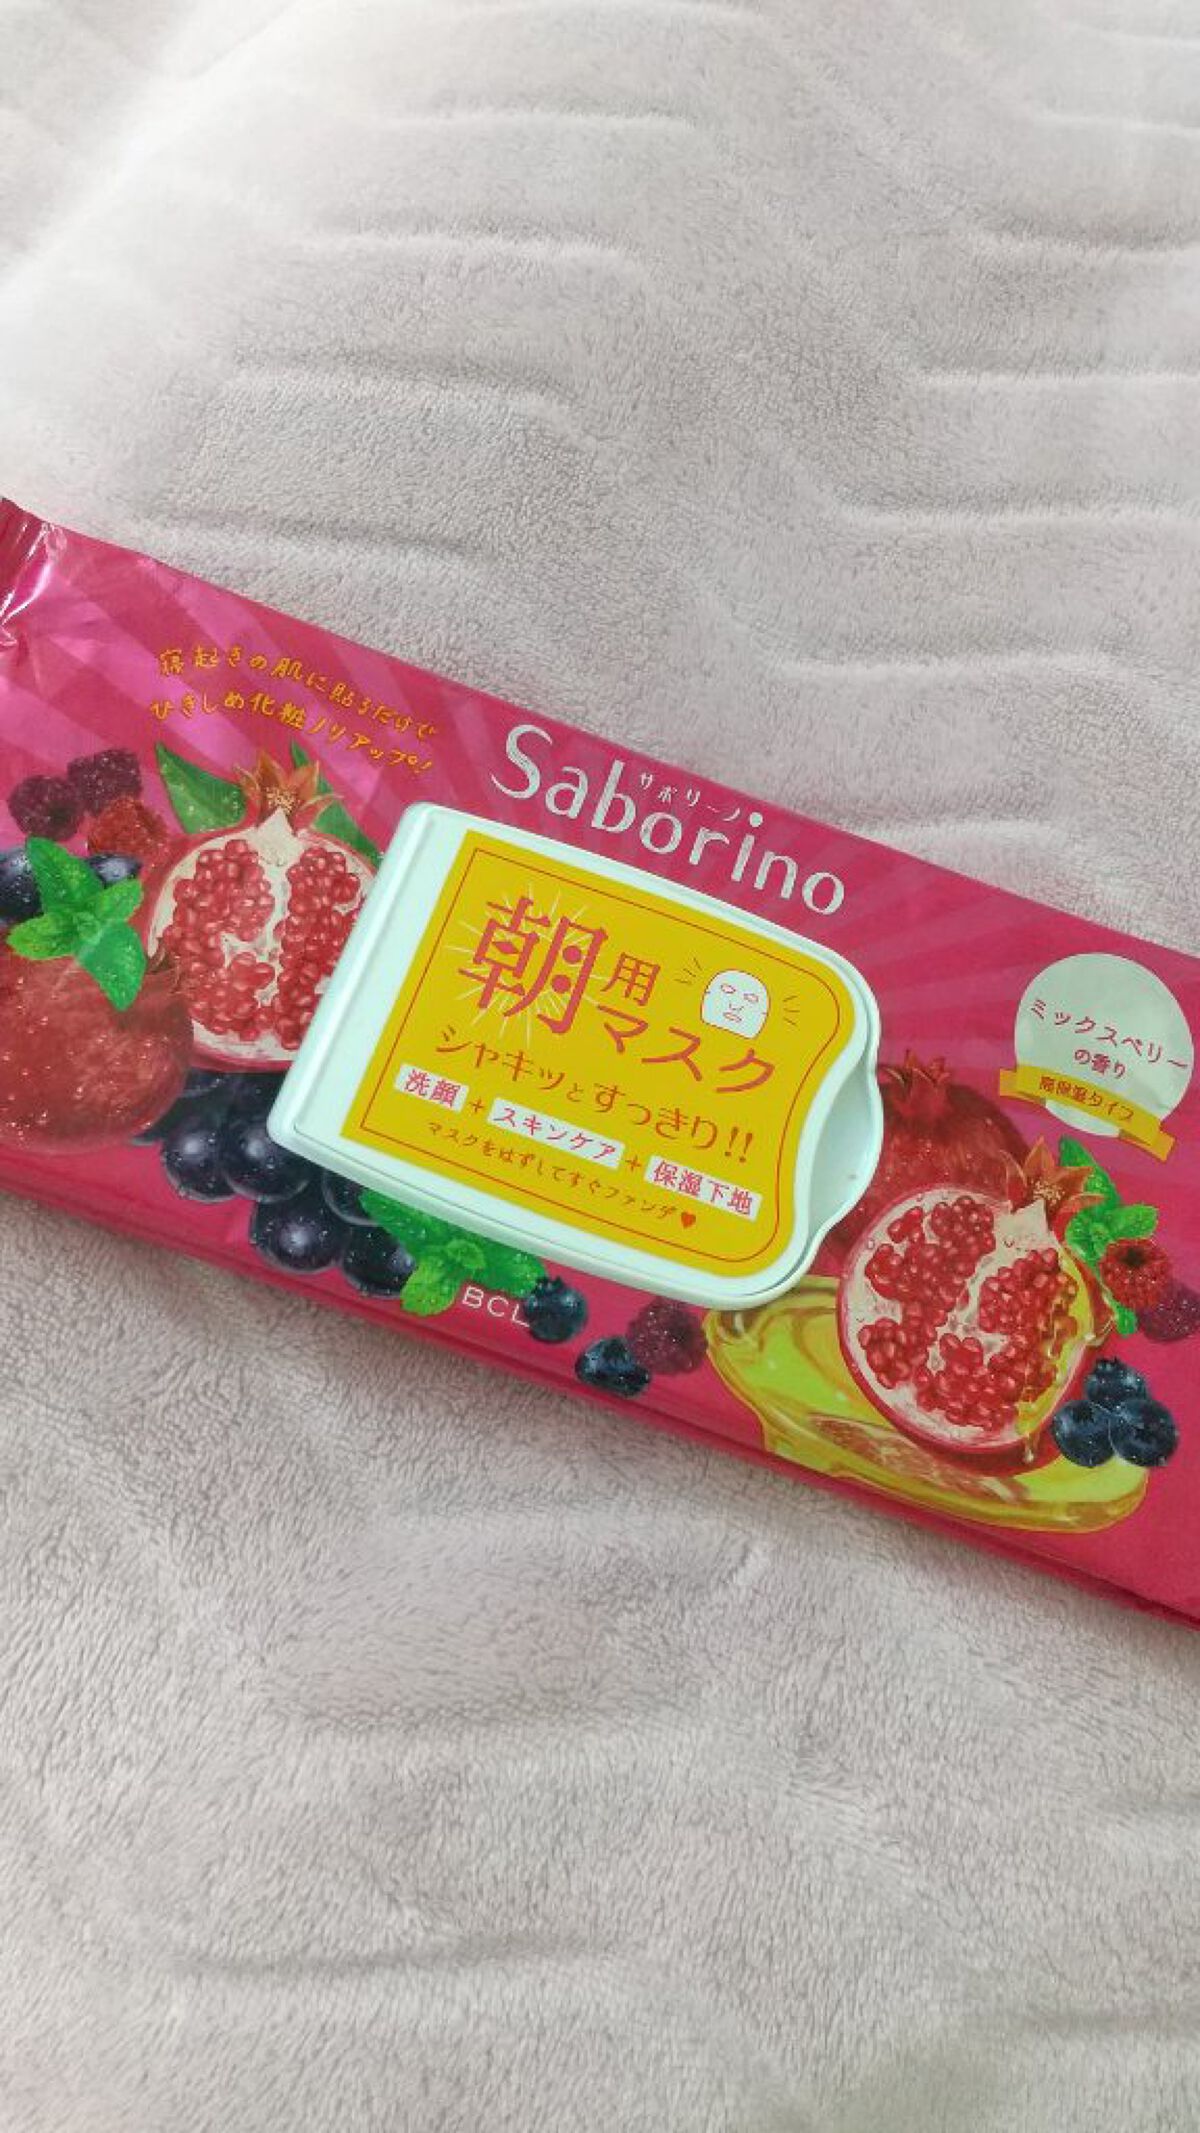 寝起きの肌に貼るだけで
ひきしめ化粧ノリアップ!
サボリーノ
Saborino
朝用マスク
シャキッとすっきり!!
洗顔+スキンケア+保湿下地
マスクをはずしてすぐファンデ♥
ミックスベリー
の香り
高保湿タイプ
BCL